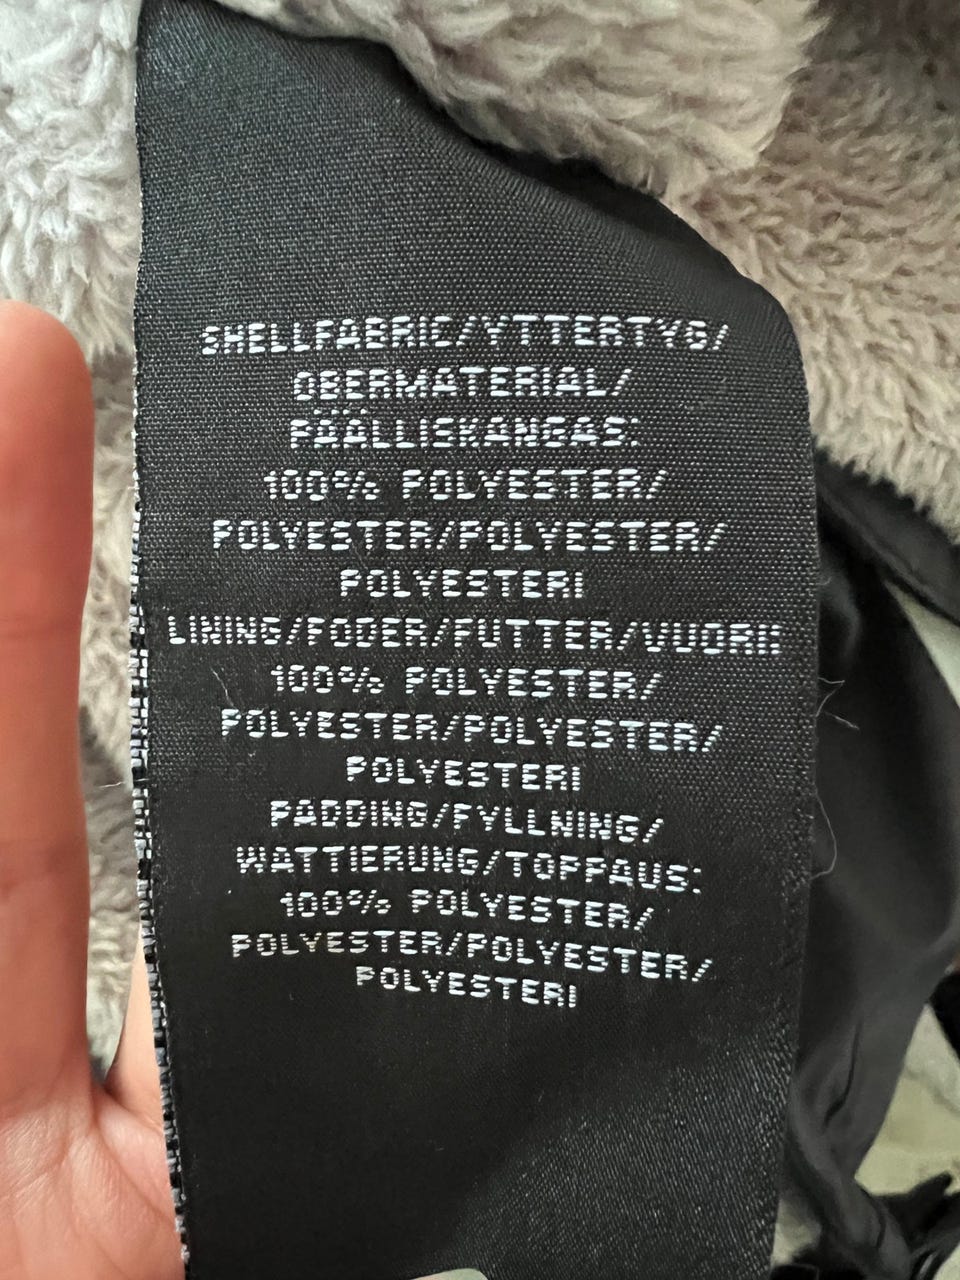 SHELLFABRIC/YTTERTYG/
OBERMATERIAL/
PÄÄLLISKANGAS:
100% POLYESTER/
POLYESTER/POLYESTER/
POLYESTERI
LINING/FODER/FUTTER/VUORI:
100% POLYESTER/
POLYESTER/POLYESTER/
POLYESTERI
PADDING/FYLLNING/
WATTIERUNG/TOPPAUS:
100% POLYESTER/
POLYESTER/POLYESTER/
POLYESTERI